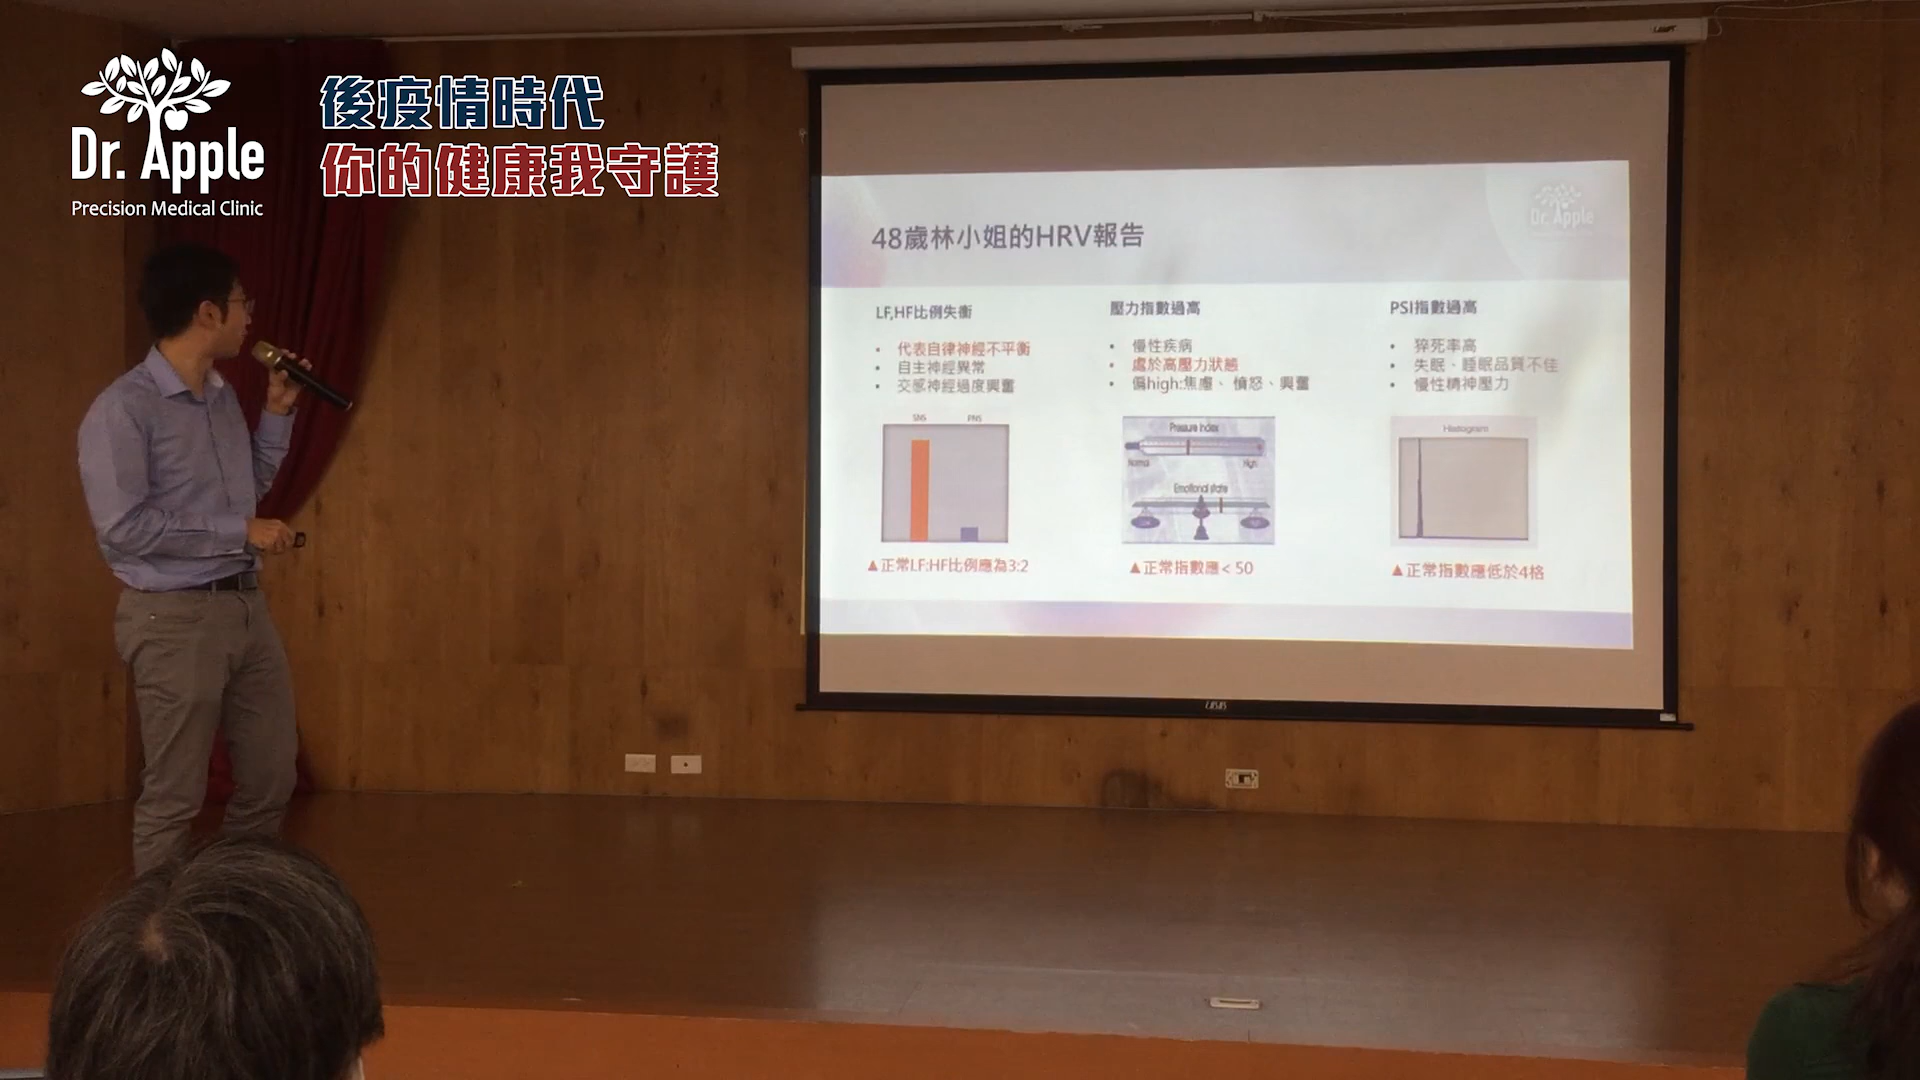 Dr. Apple
Precision Medical Clinic
後疫情時代
你的健康我守護
Dr. Apple
48歲林小姐的HRV報告
LF,HF比例失衡
• 代表自律神經不平衡
• 自主神經異常
• 交感神經過度興奮
SNS PNS
▲正常LF:HF比例應為3:2
壓力指數過高
• 慢性疾病
• 處於高壓力狀態
• 偏high:焦慮、憤怒、興奮
Pressure Index
Normal High
Emotional state
▲正常指數應< 50
PSI指數過高
• 猝死率高
• 失眠、睡眠品質不佳
• 慢性精神壓力
Histogram
▲正常指數應低於4格